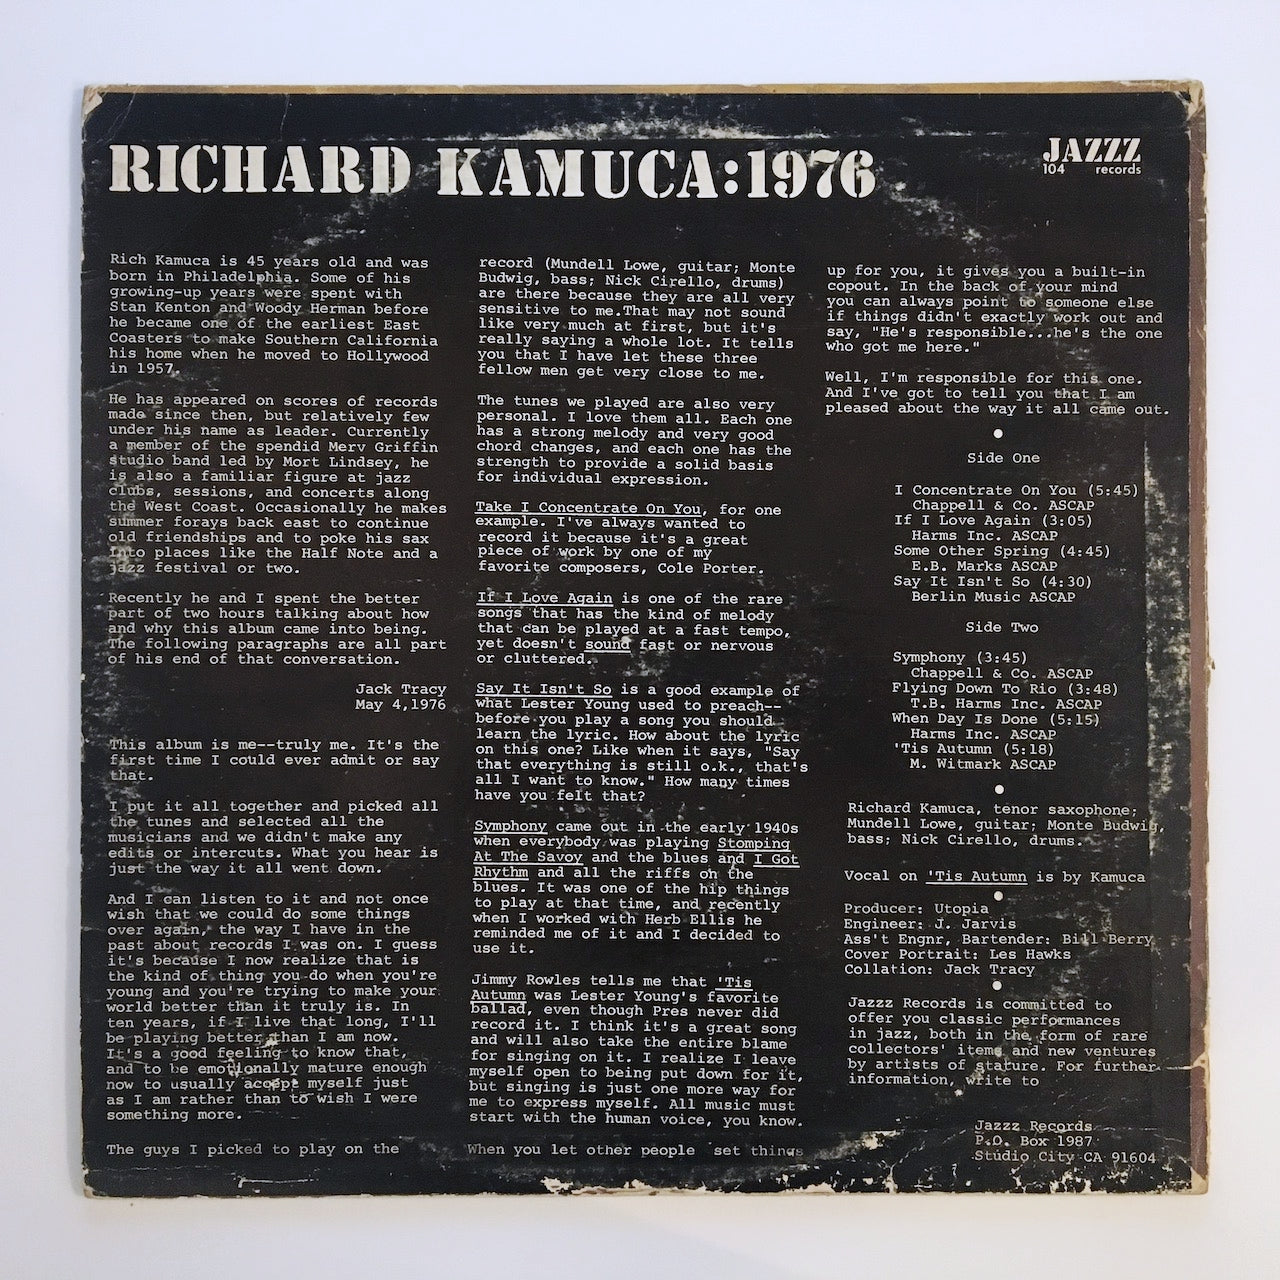 RICHARD KAMUCA:1976
JAZZZ
104 records
Rich Kamuca is 45 years old and was
born in Philadelphia. Some of his
growing-up years were spent with
Stan Kenton and Woody Herman before
he became one of the earliest East
Coasters to make Southern California
his home when he moved to Hollywood
in 1957.
He has appeared on scores of records
made since then, but relatively few
under his name as leader. Currently
a member of the spendid Merv Griffin
studio band led by Mort Lindsey, he
is also a familiar figure at jazz
clubs, sessions, and concerts along
the West Coast. Occasionally he makes
summer forays back east to continue
old friendships and to poke his sax
into places like the Half Note and a
jazz festival or two.
Recently he and I spent the better
part of two hours talking about how
and why this album came into being.
The following paragraphs are all part
of his end of that conversation.
Jack Tracy
May 4,1976
This album is me--truly me. It's the
first time I could ever admit or say
that.
I put it all together and picked all
the tunes and selected all the
musicians and we didn't make any
edits or intercuts. What you hear is
just the way it all went down.
And I can listen to it and not once
wish that we could do some things
over again, the way I have in the
past about records I was on. I guess
it's because I now realize that is
the kind of thing you do when you're
young and you're trying to make your
world better than it truly is. In
ten years, if I live that long, I'll
be playing better than I am now.
It's a good feeling to know that,
and to be emotionally mature enough
now to usually accept myself just
as I am rather than to wish I were
something more.
The guys I picked to play on the
record (Mundell Lowe, guitar; Monte
Budwig, bass; Nick Cirello, drums)
are there because they are all very
sensitive to me.That may not sound
like very much at first, but it's
really saying a whole lot. It tells
you that I have let these three
fellow men get very close to me.
The tunes we played are also very
personal. I love them all. Each one
has a strong melody and very good
chord changes, and each one has the
strength to provide a solid basis
for individual expression.
Take I Concentrate On You, for one
example. I've always wanted to
record it because it's a great
piece of work by one of my
favorite composers, Cole Porter.
If I Love Again is one of the rare
songs that has the kind of melody
that can be played at a fast tempo,
yet doesn't sound fast or nervous
or cluttered.
Say It Isn't So is a good example of
what Lester Young used to preach--
before you play a song you should
learn the lyric. How about the lyric
on this one? Like when it says, "Say
that everything is still o.k., that's
all I want to know." How many times
have you felt that?
Symphony came out in the early 1940s
when everybody was playing Stomping
At The Savoy and the blues and I Got
Rhythm and all the riffs on the
blues. It was one of the hip things
to play at that time, and recently
when I worked with Herb Ellis he
reminded me of it and I decided to
use it.
Jimmy Rowles tells me that 'Tis
Autumn was Lester Young's favorite
ballad, even though Pres never did
record it. I think it's a great song
and will also take the entire blame
for singing on it. I realize I leave
myself open to being put down for it,
but singing is just one more way for
me to express myself. All music must
start with the human voice, you know.
When you let other people set things
up for you, it gives you a built-in
copout. In the back of your mind
you can always point to someone else
if things didn't exactly work out and
say, "He's responsible...he's the one
who got me here."
Well, I'm responsible for this one.
And I've got to tell you that I am
pleased about the way it all came out.
Side One
I Concentrate On You (5:45)
Chappell & Co. ASCAP
If I Love Again (3:05)
Harms Inc. ASCAP
Some Other Spring (4:45)
E.B. Marks ASCAP
Say It Isn't So (4:30)
Berlin Music ASCAP
Side Two
Symphony (3:45)
Chappell & Co. ASCAP
Flying Down To Rio (3:48)
T.B. Harms Inc. ASCAP
When Day Is Done (5:15)
Harms Inc. ASCAP
'Tis Autumn (5:18)
M. Witmark ASCAP
Richard Kamuca, tenor saxophone;
Mundell Lowe, guitar; Monte Budwig,
bass; Nick Cirello, drums.
Vocal on 'Tis Autumn is by Kamuca
Producer: Utopia
Engineer: J. Jarvis
Ass't Engnr, Bartender: Bill Berry
Cover Portrait: Les Hawks
Collation: Jack Tracy
Jazzz Records is committed to
offer you classic performances
in jazz, both in the form of rare
collectors' items and new ventures
by artists of stature. For further
information, write to
Jazzz Records
P.O. Box 1987
Studio City CA 91604